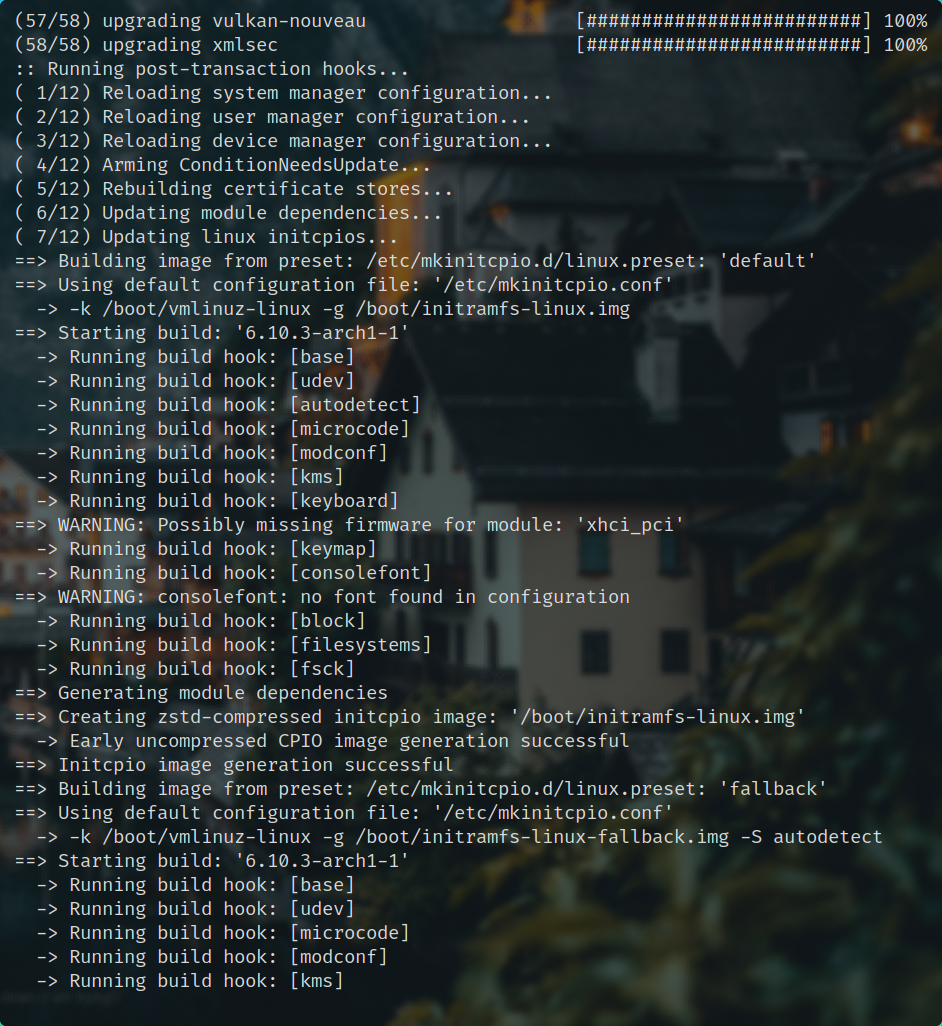 (57/58) upgrading vulkan-nouveau                   [#########################] 100%
(58/58) upgrading xmlsec                           [#########################] 100%
:: Running post-transaction hooks...
( 1/12) Reloading system manager configuration...
( 2/12) Reloading user manager configuration...
( 3/12) Reloading device manager configuration...
( 4/12) Arming ConditionNeedsUpdate...
( 5/12) Rebuilding certificate stores...
( 6/12) Updating module dependencies...
( 7/12) Updating linux initcpios...
==> Building image from preset: /etc/mkinitcpio.d/linux.preset: 'default'
==> Using default configuration file: '/etc/mkinitcpio.conf'
  -> -k /boot/vmlinuz-linux -g /boot/initramfs-linux.img
==> Starting build: '6.10.3-arch1-1'
  -> Running build hook: [base]
  -> Running build hook: [udev]
  -> Running build hook: [autodetect]
  -> Running build hook: [microcode]
  -> Running build hook: [modconf]
  -> Running build hook: [kms]
  -> Running build hook: [keyboard]
==> WARNING: Possibly missing firmware for module: 'xhci_pci'
  -> Running build hook: [keymap]
  -> Running build hook: [consolefont]
==> WARNING: consolefont: no font found in configuration
  -> Running build hook: [block]
  -> Running build hook: [filesystems]
  -> Running build hook: [fsck]
==> Generating module dependencies
==> Creating zstd-compressed initcpio image: '/boot/initramfs-linux.img'
  -> Early uncompressed CPIO image generation successful
==> Initcpio image generation successful
==> Building image from preset: /etc/mkinitcpio.d/linux.preset: 'fallback'
==> Using default configuration file: '/etc/mkinitcpio.conf'
  -> -k /boot/vmlinuz-linux -g /boot/initramfs-linux-fallback.img -S autodetect
==> Starting build: '6.10.3-arch1-1'
  -> Running build hook: [base]
  -> Running build hook: [udev]
  -> Running build hook: [microcode]
  -> Running build hook: [modconf]
  -> Running build hook: [kms]